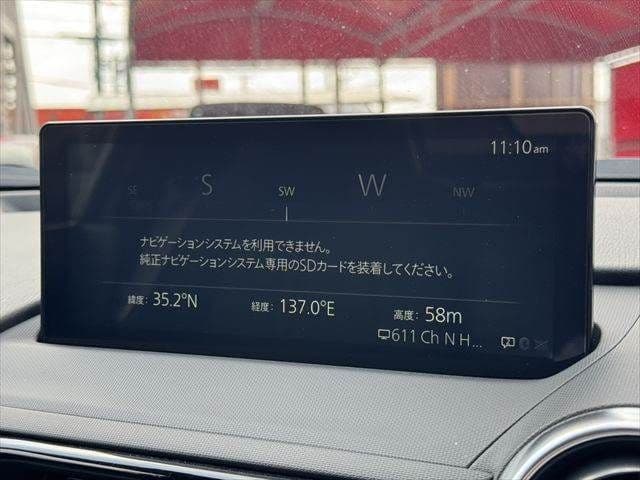 11:10am
SE S SW W NW
ナビゲーションシステムを利用できません。
純正ナビゲーションシステム専用のSDカードを装着してください。
緯度: 35.2°N 経度: 137.0°E 高度: 58m
611 Ch N H...